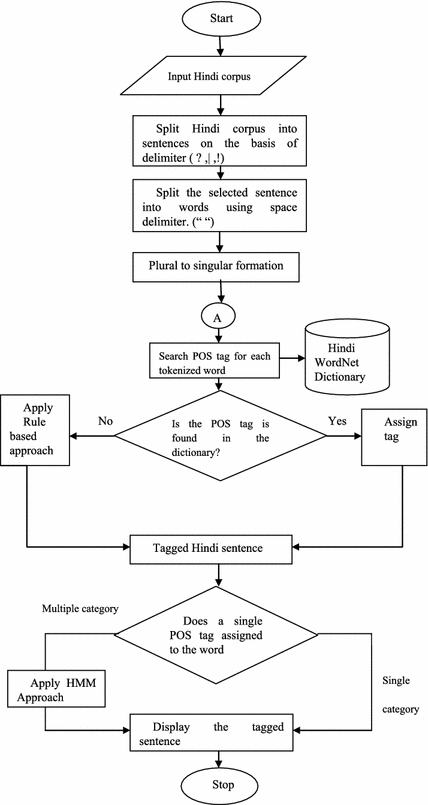 Start
Input Hindi corpus
Split Hindi corpus into
sentences on the basis of
delimiter ( ? ,| ,!)
Split the selected sentence
into words using space
delimiter. (“ “)
Plural to singular formation
A
Search POS tag for each
tokenized word
Hindi
WordNet
Dictionary
Apply
Rule
based
approach
No
Is the POS tag is
found in the
dictionary?
Yes
Assign
tag
Tagged Hindi sentence
Multiple category
Does a single
POS tag assigned
to the word
Apply HMM
Approach
Single
category
Display the tagged
sentence
Stop